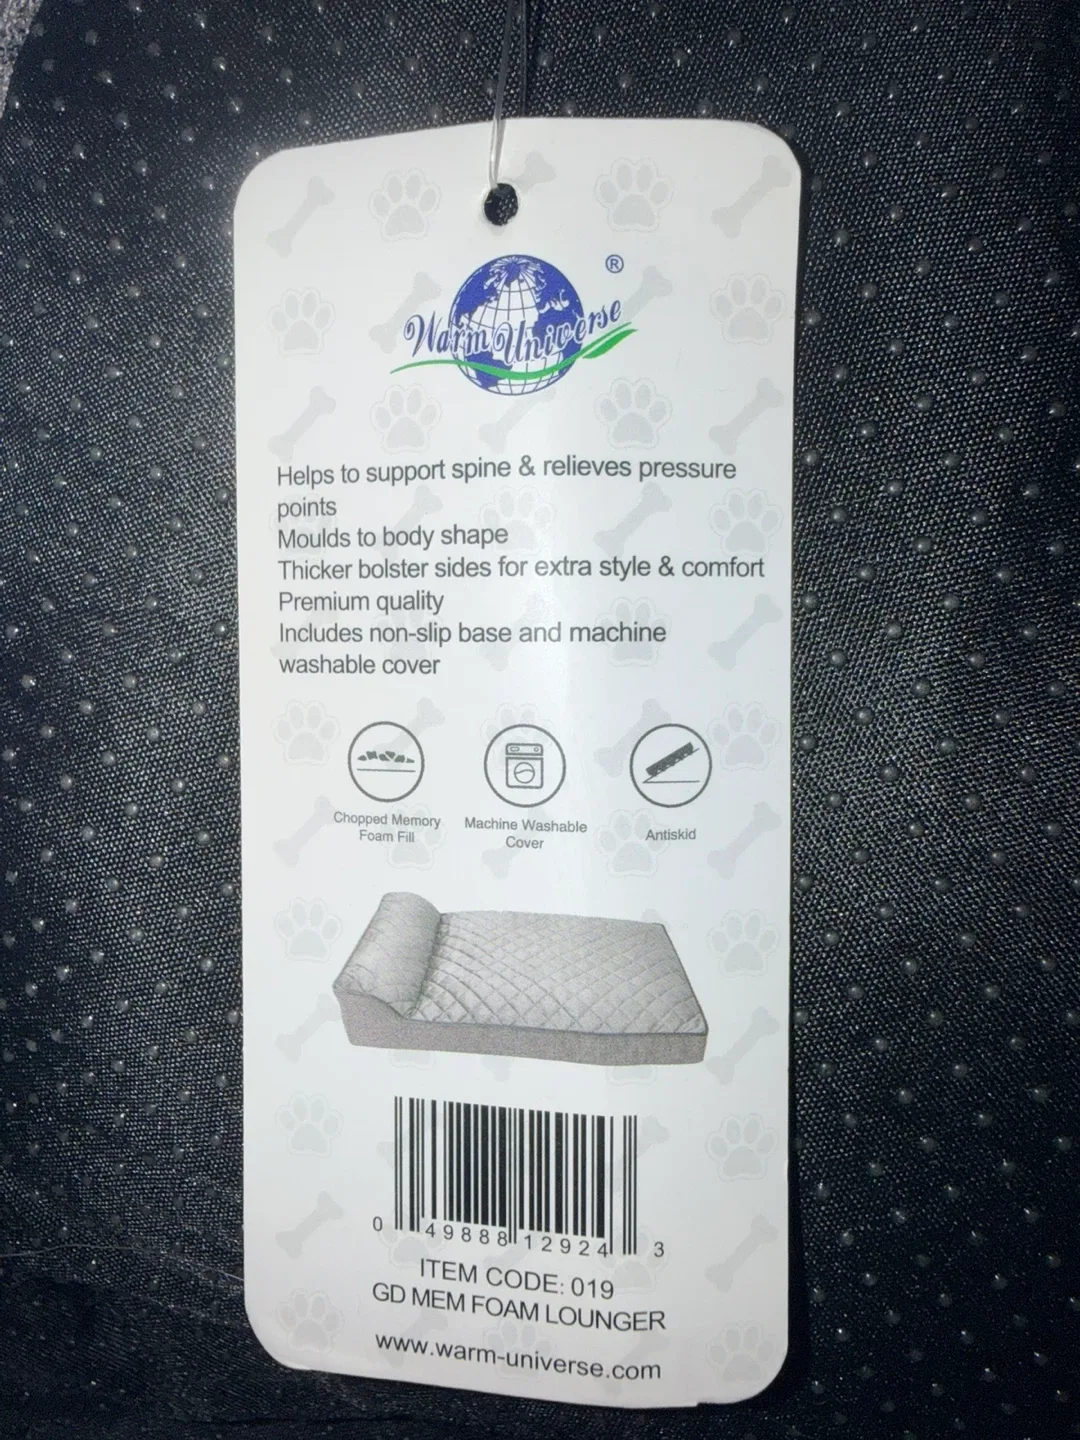 Warm Universe ®
Helps to support spine & relieves pressure
points
Moulds to body shape
Thicker bolster sides for extra style & comfort
Premium quality
Includes non-slip base and machine
washable cover
Chopped Memory
Foam Fill
Machine Washable
Cover
Antiskid
0 49888 12924 3
ITEM CODE: 019
GD MEM FOAM LOUNGER
www.warm-universe.com